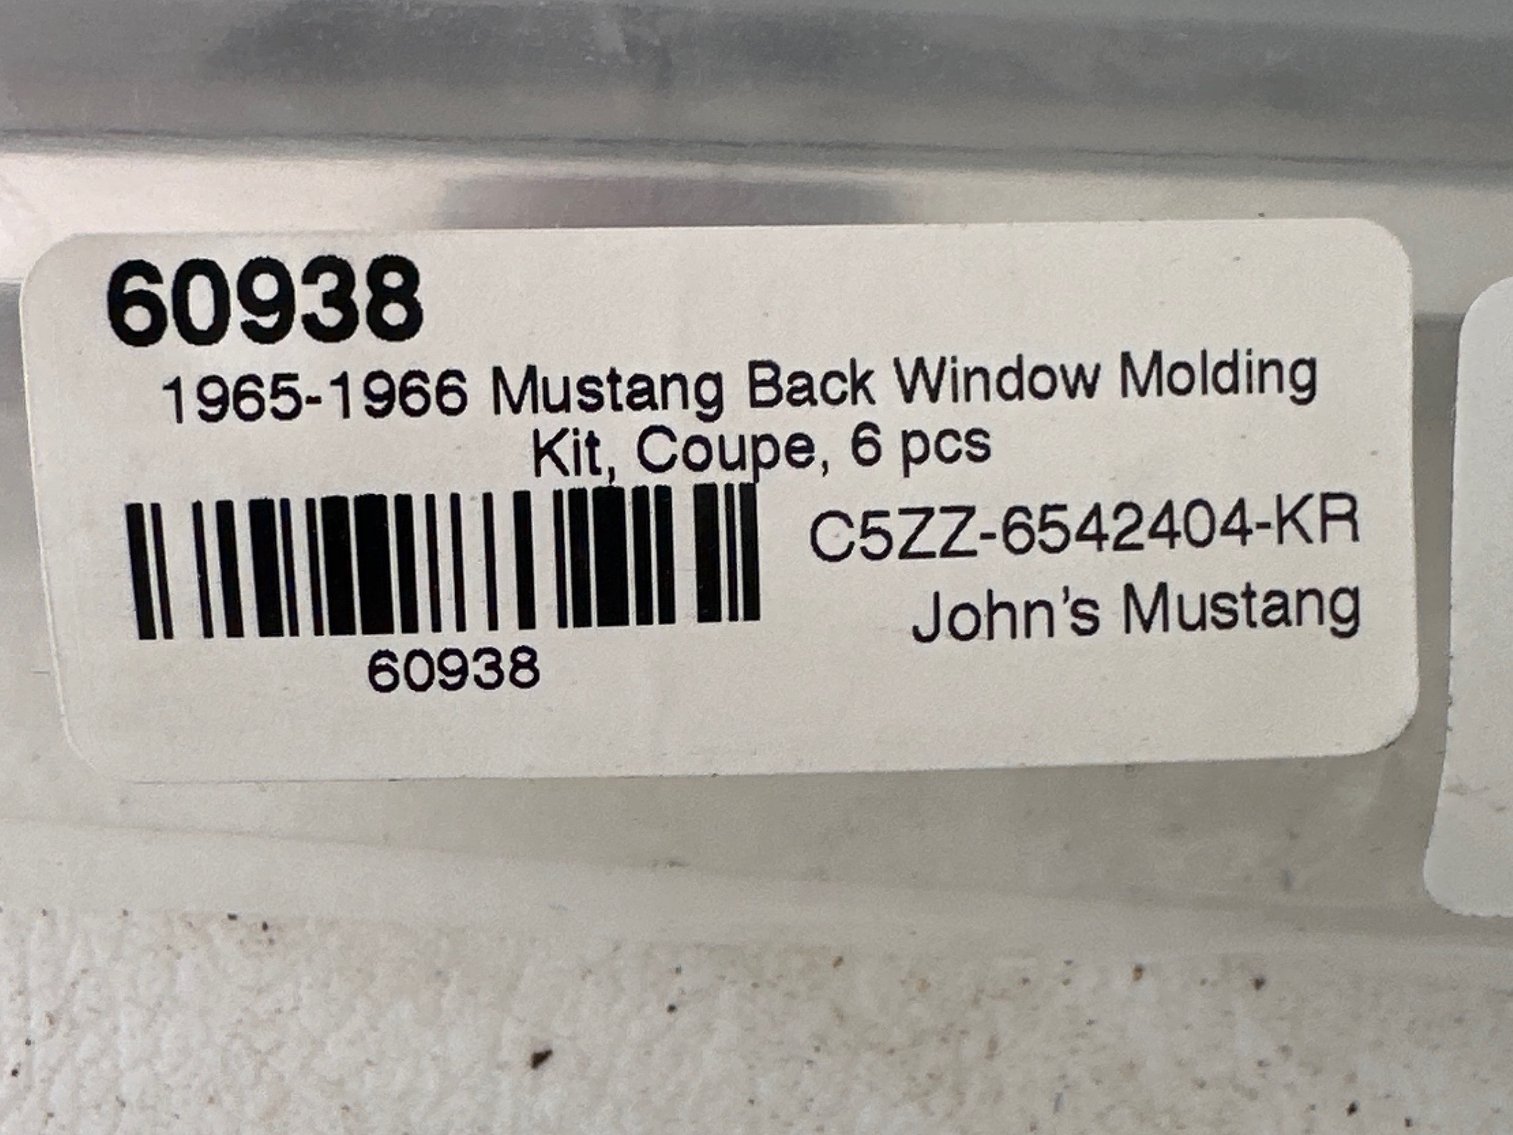 60938
1965-1966 Mustang Back Window Molding
Kit, Coupe, 6 pcs
C5ZZ-6542404-KR
John's Mustang
60938